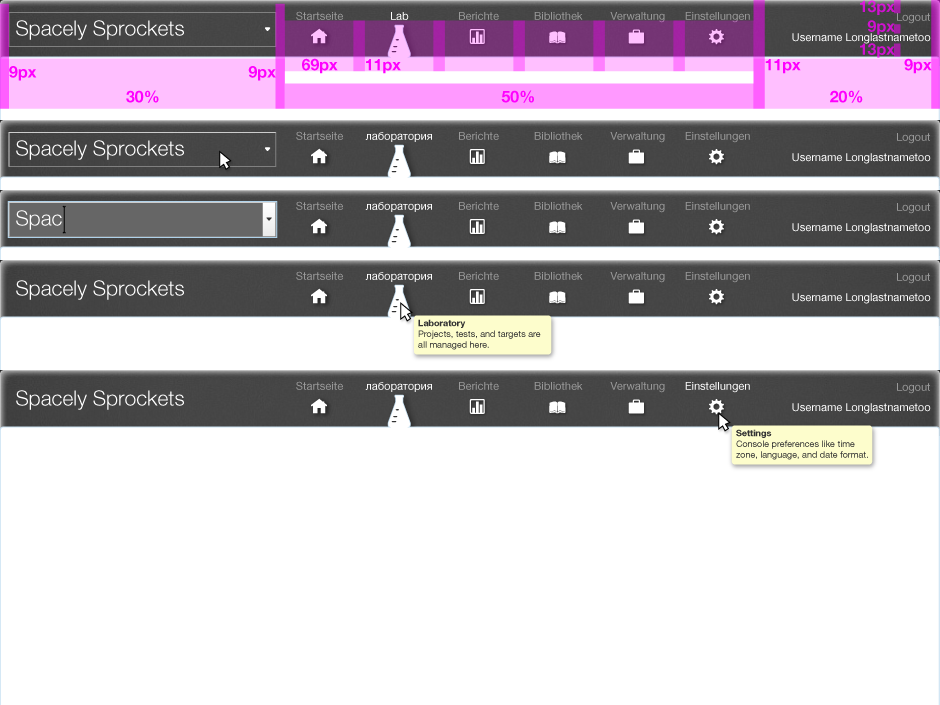 Startseite Lab Berichte Bibliothek Verwaltung Einstellungen 13px Logout
Spacely Sprockets 9px
Username Longlastnametoo
13px
9px 9px 69px 11px 11px 9px
30% 50% 20%
Startseite лаборатория Berichte Bibliothek Verwaltung Einstellungen Logout
Spacely Sprockets Username Longlastnametoo
Startseite лаборатория Berichte Bibliothek Verwaltung Einstellungen Logout
Spac Username Longlastnametoo
Startseite лаборатория Berichte Bibliothek Verwaltung Einstellungen Logout
Spacely Sprockets Username Longlastnametoo
Laboratory
Projects, tests, and targets are
all managed here.
Startseite лаборатория Berichte Bibliothek Verwaltung Einstellungen Logout
Spacely Sprockets Username Longlastnametoo
Settings
Console preferences like time
zone, language, and date format.